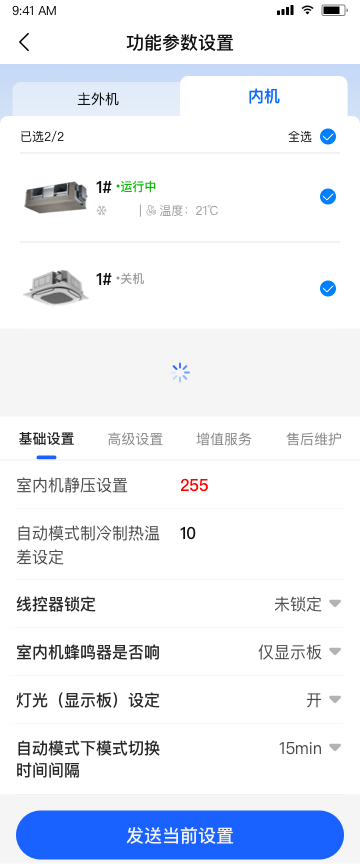 9:41 AM
功能参数设置
主外机 内机
已选2/2 全选
1# •运行中
| 温度：21℃
1# •关机
基础设置 高级设置 增值服务 售后维护
室内机静压设置 255
自动模式制冷制热温 10
差设定
线控器锁定 未锁定
室内机蜂鸣器是否响 仅显示板
灯光（显示板）设定 开
自动模式下模式切换 15min
时间间隔
发送当前设置